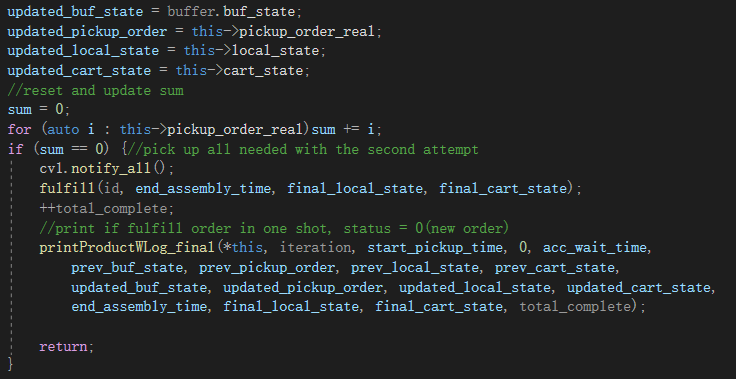 updated_buf_state = buffer.buf_state;
updated_pickup_order = this->pickup_order_real;
updated_local_state = this->local_state;
updated_cart_state = this->cart_state;
//reset and update sum
sum = 0;
for (auto i : this->pickup_order_real)sum += i;
if (sum == 0) {//pick up all needed with the second attempt
cv1.notify_all();
fulfill(id, end_assembly_time, final_local_state, final_cart_state);
++total_complete;
//print if fulfill order in one shot, status = 0(new order)
printProductWLog_final(*this, iteration, start_pickup_time, 0, acc_wait_time,
prev_buf_state, prev_pickup_order, prev_local_state, prev_cart_state,
updated_buf_state, updated_pickup_order, updated_local_state, updated_cart_state,
end_assembly_time, final_local_state, final_cart_state, total_complete);
return;
}